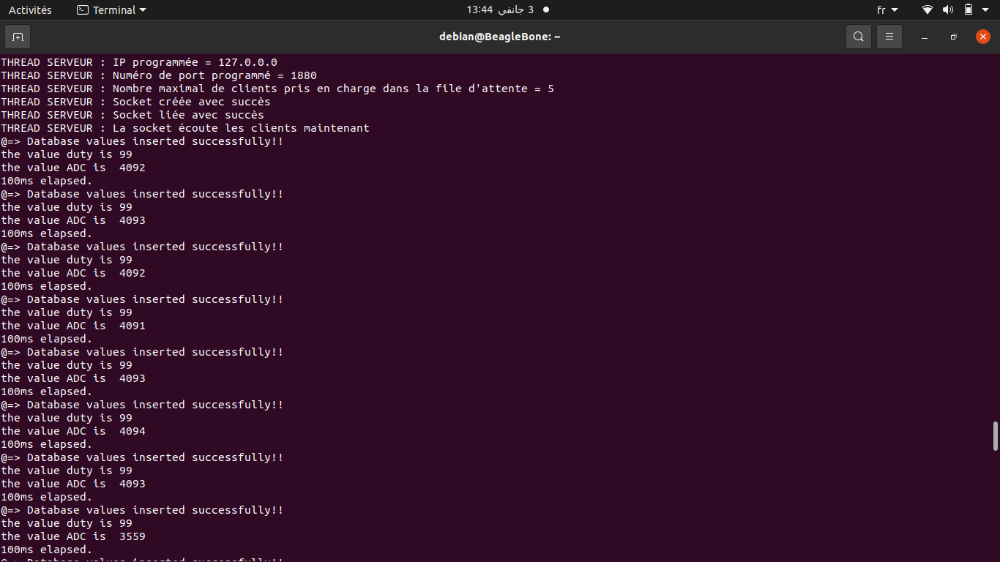 Activités Terminal 3 جانفي 13:44 fr
debian@BeagleBone: ~
THREAD SERVEUR : IP programmée = 127.0.0.0
THREAD SERVEUR : Numéro de port programmé = 1880
THREAD SERVEUR : Nombre maximal de clients pris en charge dans la file d'attente = 5
THREAD SERVEUR : Socket créée avec succès
THREAD SERVEUR : Socket liée avec succès
THREAD SERVEUR : La socket écoute les clients maintenant
@=> Database values inserted successfully!!
the value duty is 99
the value ADC is  4092
100ms elapsed.
@=> Database values inserted successfully!!
the value duty is 99
the value ADC is  4093
100ms elapsed.
@=> Database values inserted successfully!!
the value duty is 99
the value ADC is  4092
100ms elapsed.
@=> Database values inserted successfully!!
the value duty is 99
the value ADC is  4091
100ms elapsed.
@=> Database values inserted successfully!!
the value duty is 99
the value ADC is  4093
100ms elapsed.
@=> Database values inserted successfully!!
the value duty is 99
the value ADC is  4094
100ms elapsed.
@=> Database values inserted successfully!!
the value duty is 99
the value ADC is  4093
100ms elapsed.
@=> Database values inserted successfully!!
the value duty is 99
the value ADC is  3559
100ms elapsed.
@=> Database values inserted successfully!!